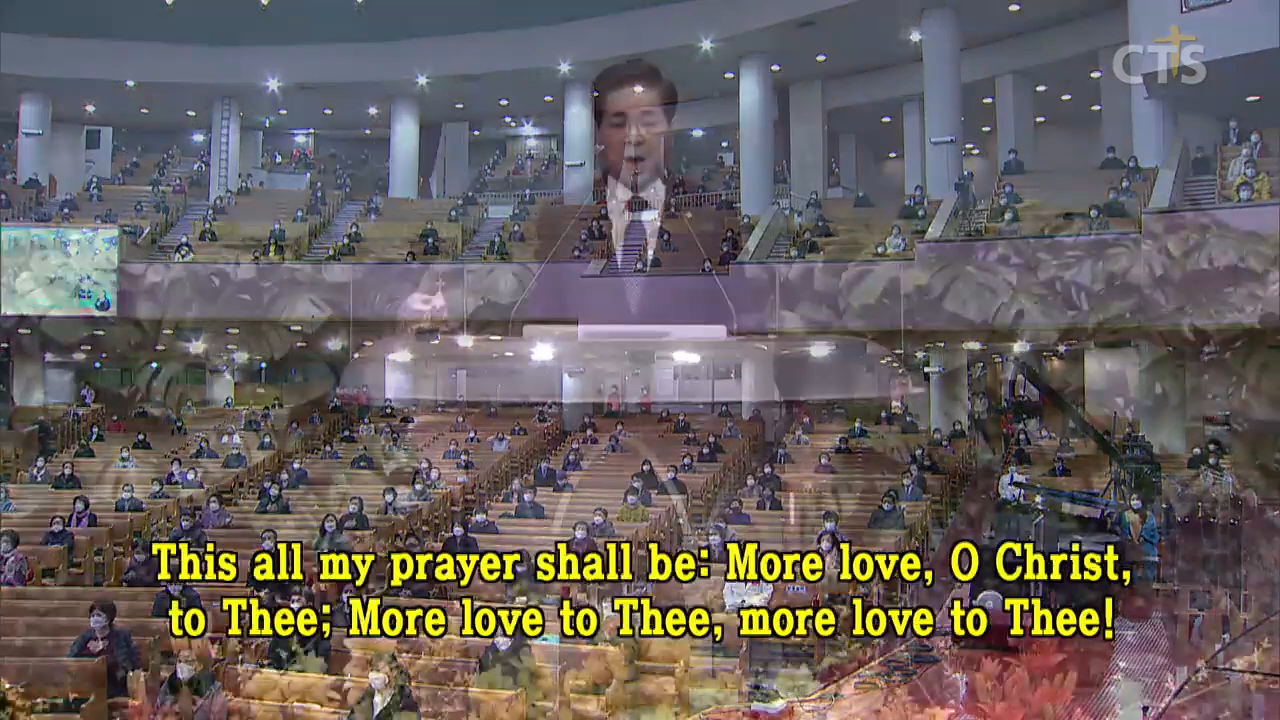 CTS
This all my prayer shall be: More love, O Christ,
to Thee; More love to Thee, more love to Thee!